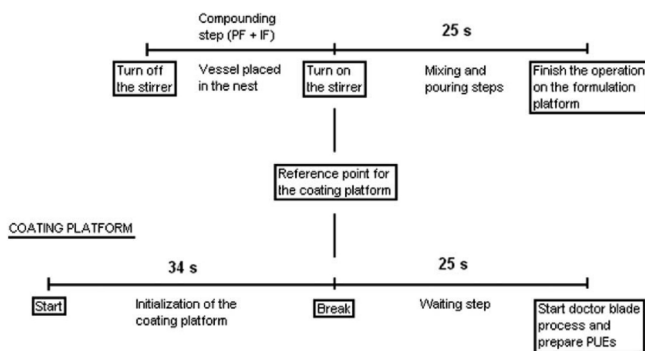 Compounding
step (PF + IF)
25 s
Turn off
the stirrer
Vessel placed
in the nest
Turn on
the stirrer
Mixing and
pouring steps
Finish the operation
on the formulation
platform
Reference point for
the coating platform
COATING PLATFORM
34 s
25 s
Start
Initialization of the
coating platform
Break
Waiting step
Start doctor blade
process and
prepare PUEs